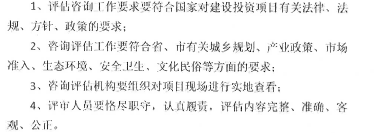 1、评估咨询工作要求要符合国家对建设投资项目有关法律、法
规、方针、政策的要求；
2、咨询评估工作要符合省、市有关城乡规划、产业政策、市场
准入、生态环境、安全卫生、文化民俗等方面的要求；
3、咨询评估机构要组织对项目现场进行实地查看；
4、评审人员要恪尽职守，认真履责，评估内容完整、准确、客
观、公正。